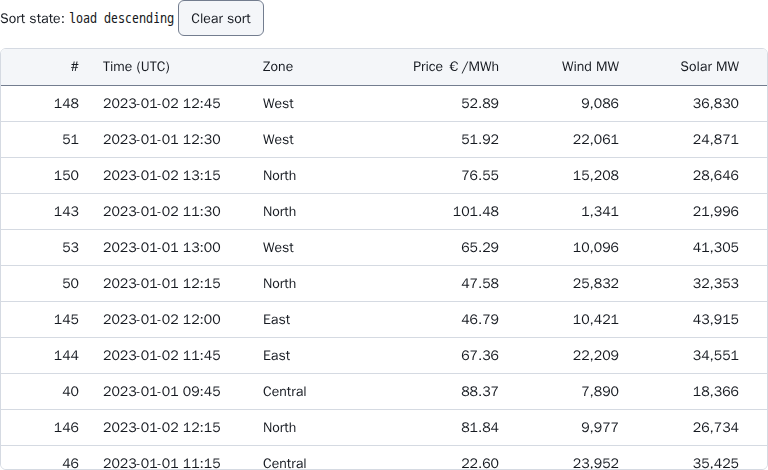 Sort state: load descending Clear sort
# Time (UTC) Zone Price €/MWh Wind MW Solar MW
148 2023-01-02 12:45 West 52.89 9,086 36,830
51 2023-01-01 12:30 West 51.92 22,061 24,871
150 2023-01-02 13:15 North 76.55 15,208 28,646
143 2023-01-02 11:30 North 101.48 1,341 21,996
53 2023-01-01 13:00 West 65.29 10,096 41,305
50 2023-01-01 12:15 North 47.58 25,832 32,353
145 2023-01-02 12:00 East 46.79 10,421 43,915
144 2023-01-02 11:45 East 67.36 22,209 34,551
40 2023-01-01 09:45 Central 88.37 7,890 18,366
146 2023-01-02 12:15 North 81.84 9,977 26,734
46 2023-01-01 11:15 Central 22.60 23,952 35,425